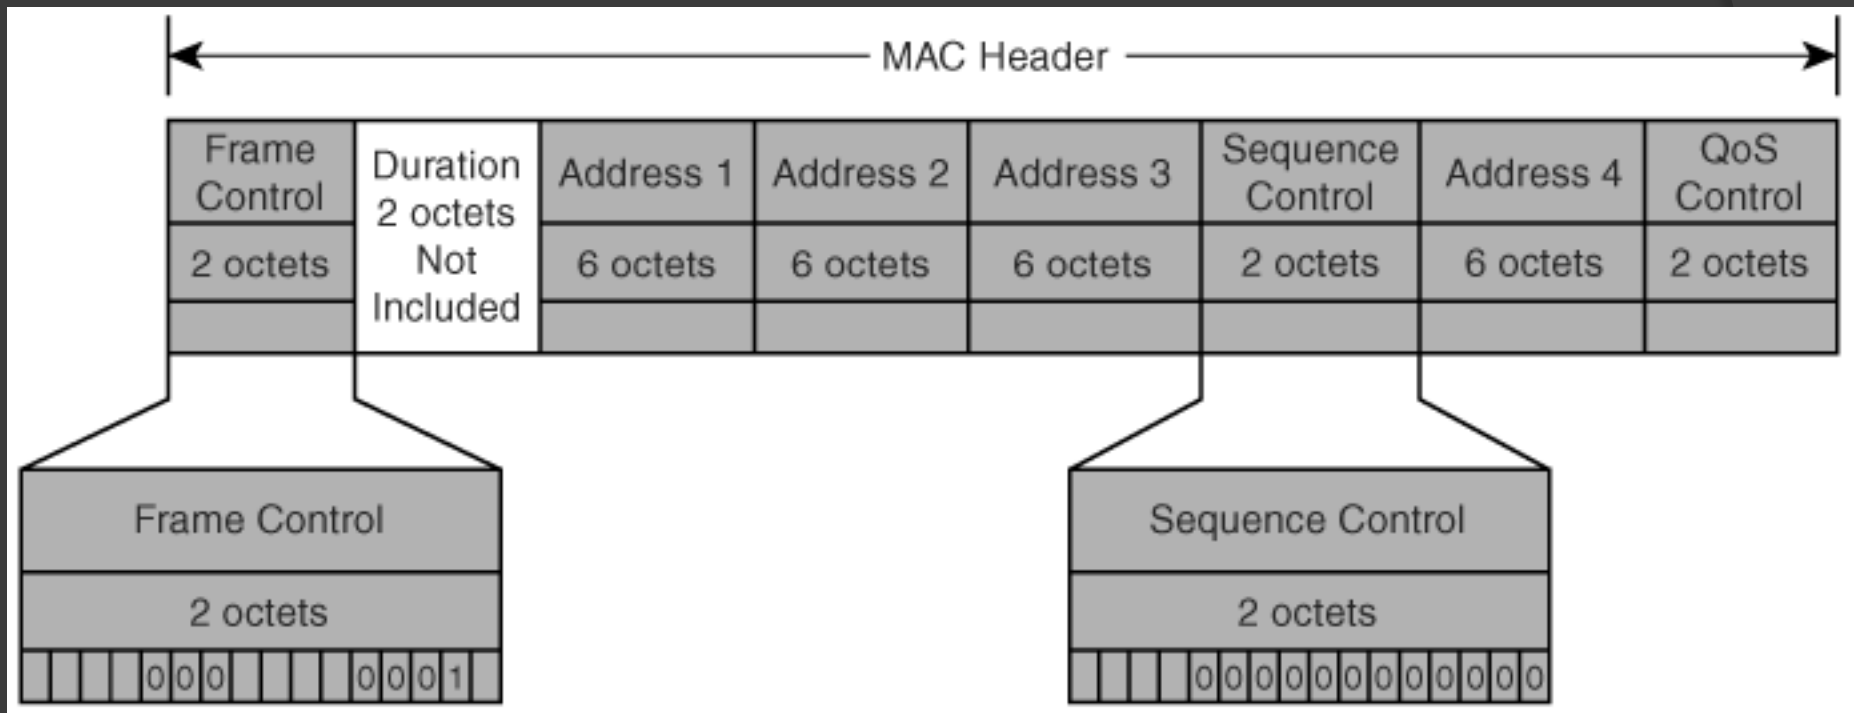 MAC Header
Frame Control
Duration 2 octets Not Included
Address 1
Address 2
Address 3
Sequence Control
Address 4
QoS Control
2 octets
6 octets
6 octets
6 octets
2 octets
6 octets
2 octets
Frame Control
2 octets
0 0 0 0 0 0 1
Sequence Control
2 octets
0 0 0 0 0 0 0 0 0 0 0 0